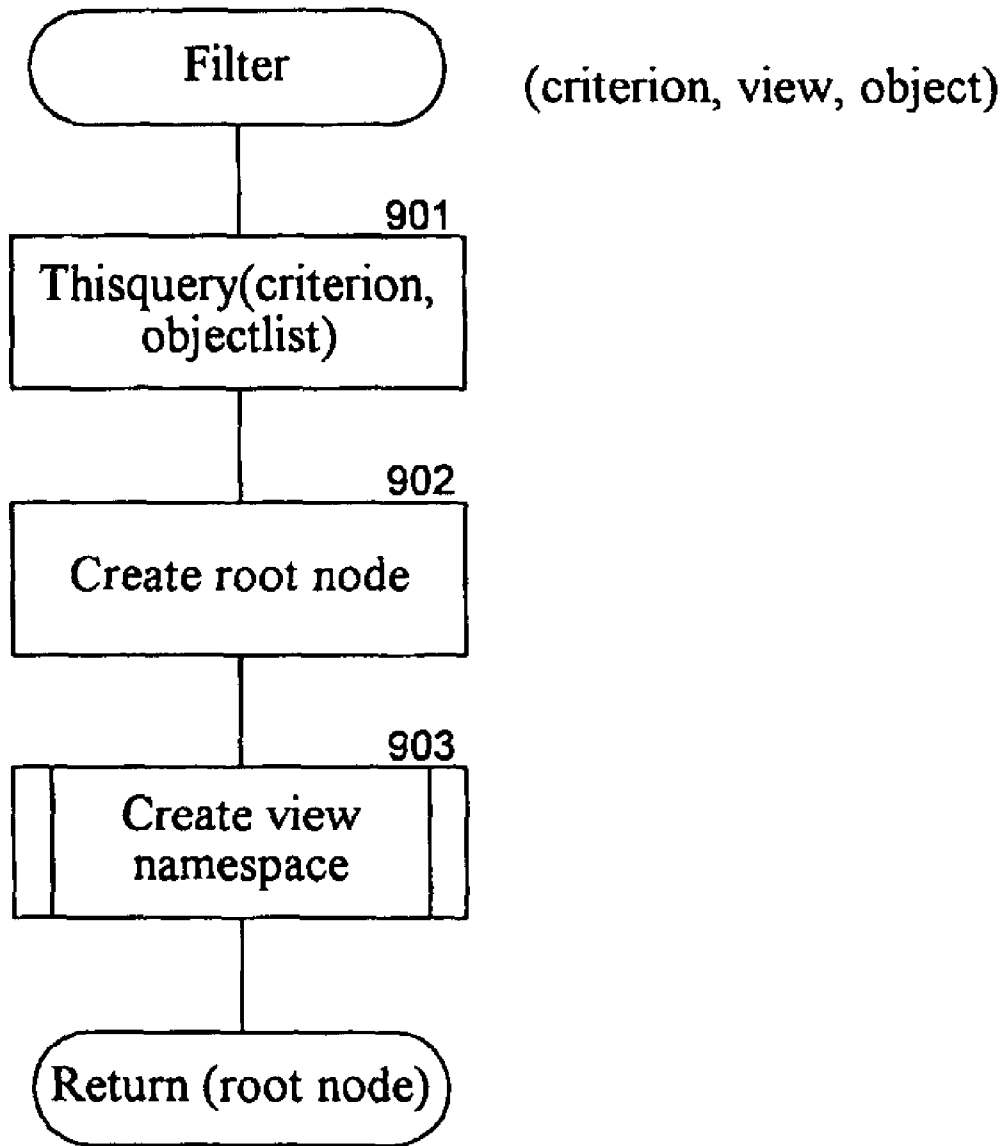 Filter
(criterion, view, object)
901
Thisquery(criterion,
objectlist)
902
Create root node
903
Create view
namespace
Return (root node)